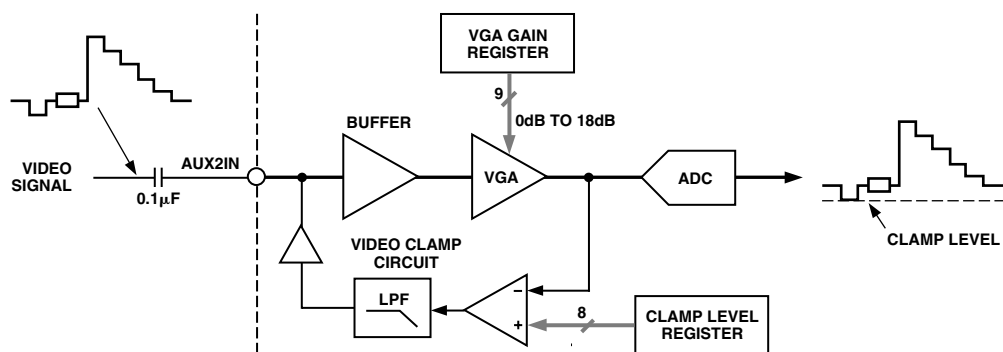 VGA GAIN
REGISTER
9
0dB TO 18dB
BUFFER
VIDEO
SIGNAL
AUX2IN
0.1μF
VGA
ADC
CLAMP LEVEL
VIDEO CLAMP
CIRCUIT
LPF
–
+
8
CLAMP LEVEL
REGISTER